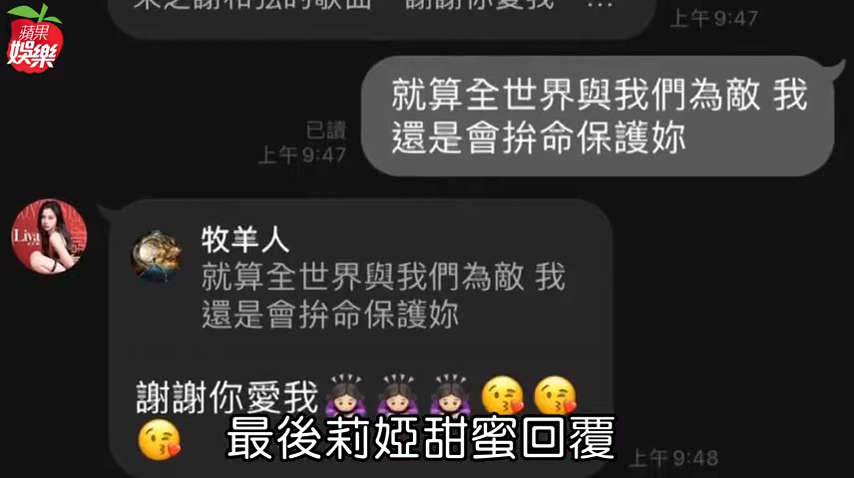 蘋果
娛樂
上午 9:47
就算全世界與我們為敵 我
還是會拚命保護妳
已讀
上午 9:47
Liya
牧羊人
就算全世界與我們為敵 我
還是會拚命保護妳
謝謝你愛我🙇🏻‍♀️🙇🏻‍♀️🙇🏻‍♀️😘😘
😘
最後莉婭甜蜜回覆
上午 9:48